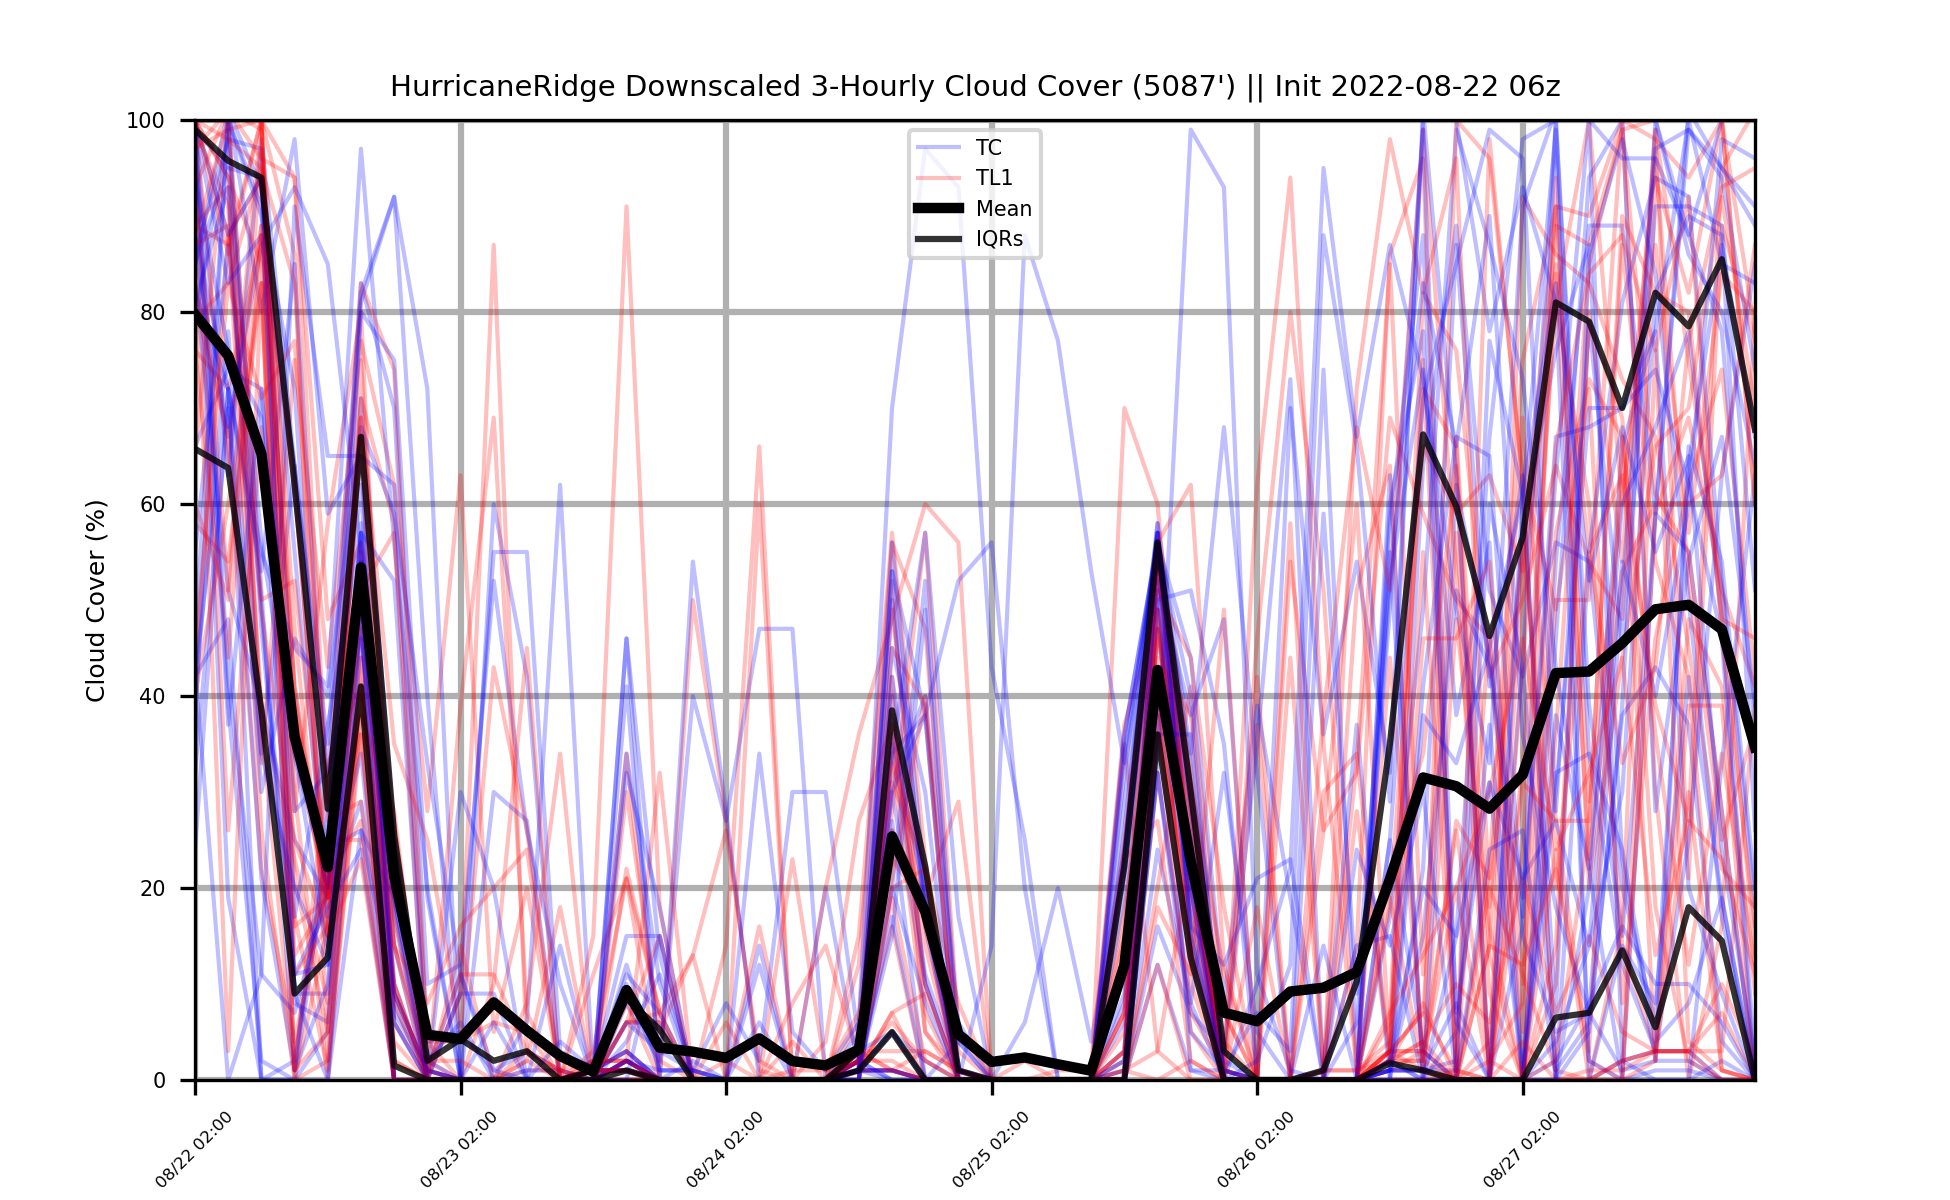 HurricaneRidge Downscaled 3-Hourly Cloud Cover (5087') || Init 2022-08-22 06z
TC
TL1
Mean
IQRs
Cloud Cover (%)
100
80
60
40
20
0
08/22 02:00
08/23 02:00
08/24 02:00
08/25 02:00
08/26 02:00
08/27 02:00